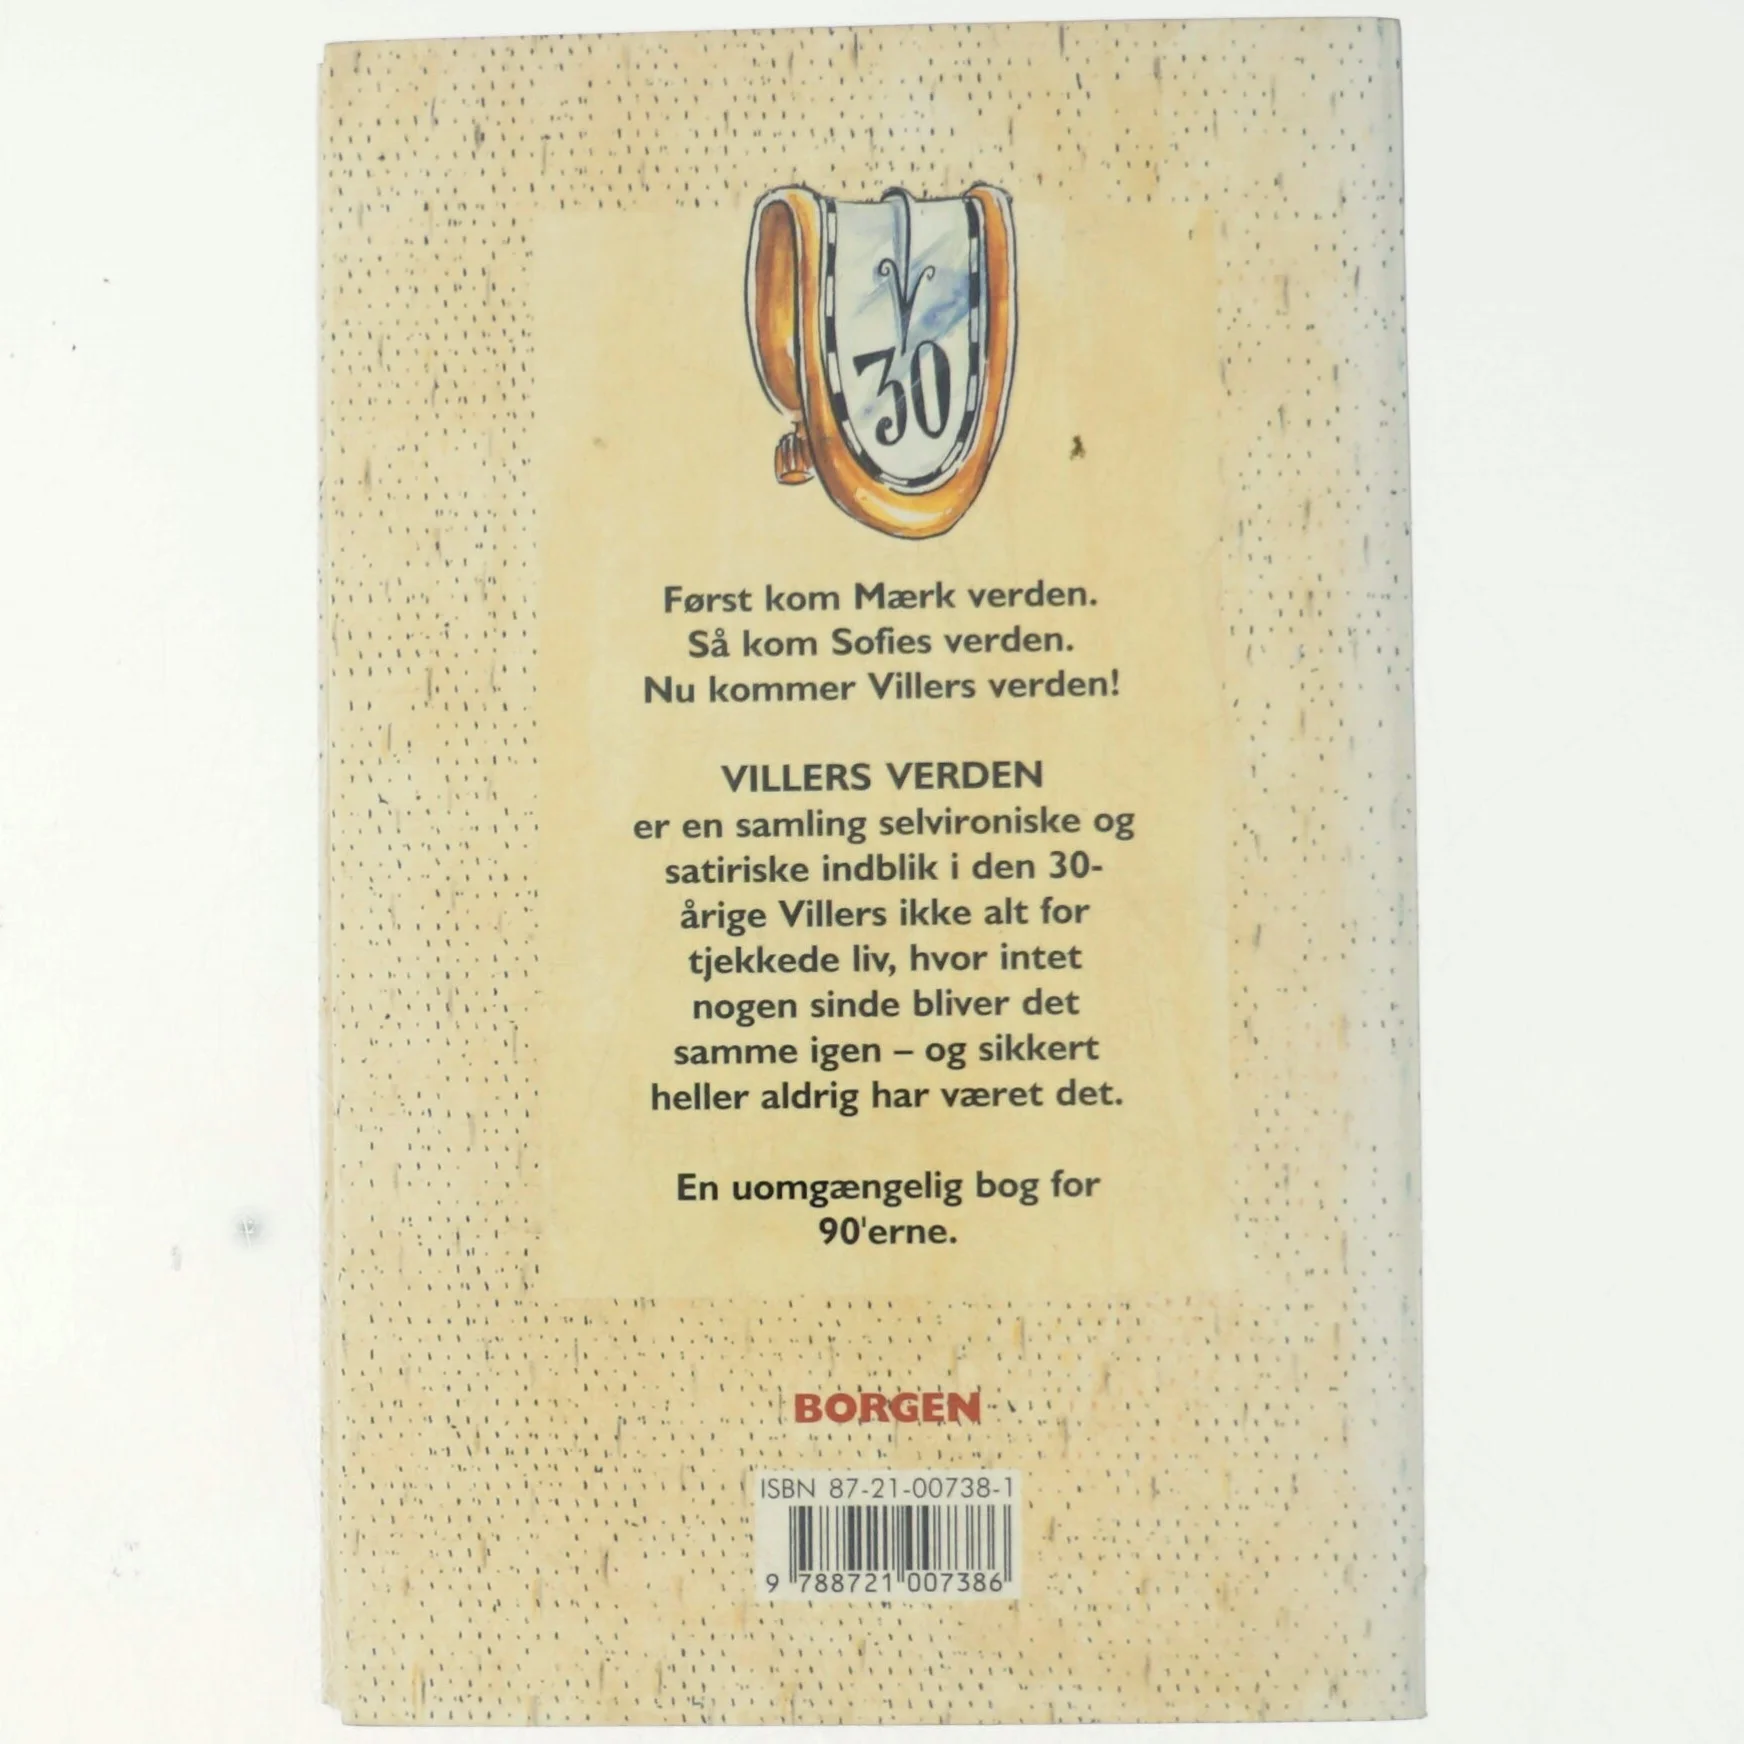 30
Først kom Mærk verden.
Så kom Sofies verden.
Nu kommer Villers verden!
VILLERS VERDEN
er en samling selvironiske og
satiriske indblik i den 30-
årige Villers ikke alt for
tjekkede liv, hvor intet
nogen sinde bliver det
samme igen – og sikkert
heller aldrig har været det.
En uomgængelig bog for
90'erne.
BORGEN
ISBN 87-21-00738-1
9 788721 007386